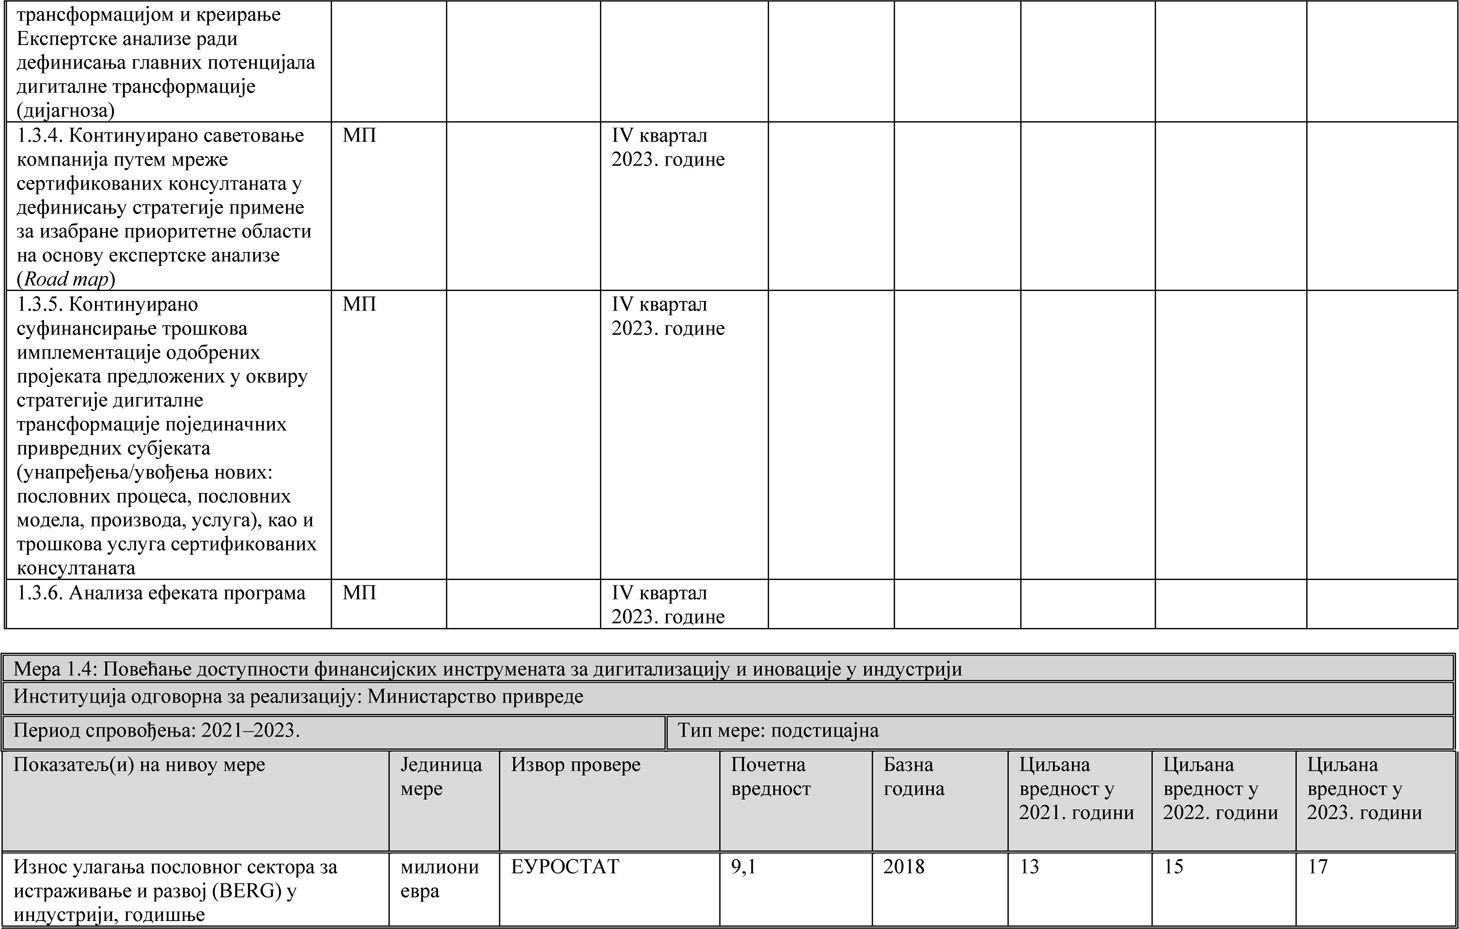 трансформацијом и креирање
Експертске анализе ради
дефинисања главних потенцијала
дигиталне трансформације
(дијагноза)
1.3.4. Континуирано саветовање
компанија путем мреже
сертификованих консултаната у
дефинисању стратегије примене
за изабране приоритетне области
на основу експертске анализе
(Road map)
МП
IV квартал
2023. године
1.3.5. Континуирано
суфинансирање трошкова
имплементације одобрених
пројеката предложених у оквиру
стратегије дигиталне
трансформације појединачних
привредних субјеката
(унапређења/увођења нових:
пословних процеса, пословних
модела, производа, услуга), као и
трошкова услуга сертификованих
консултаната
МП
IV квартал
2023. године
1.3.6. Анализа ефеката програма
МП
IV квартал
2023. године
Мера 1.4: Повећање доступности финансијских инструмената за дигитализацију и иновације у индустрији
Институција одговорна за реализацију: Министарство привреде
Период спровођења: 2021–2023.
Тип мере: подстицајна
Показатељ(и) на нивоу мере
Јединица
мере
Извор провере
Почетна
вредност
Базна
година
Циљана
вредност у
2021. години
Циљана
вредност у
2022. години
Циљана
вредност у
2023. години
Износ улагања пословног сектора за
истраживање и развој (BERG) у
индустрији, годишње
милиони
евра
ЕУРОСТАТ
9,1
2018
13
15
17